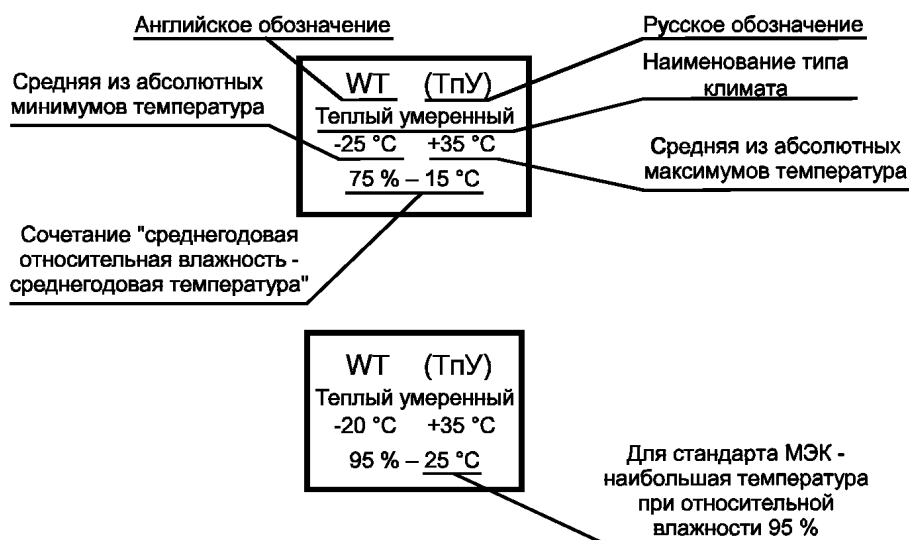 Английское обозначение
Русское обозначение
Средняя из абсолютных
минимумов температура
WT (ТпУ)
Теплый умеренный
-25 °C +35 °C
75 % – 15 °C
Наименование типа
климата
Средняя из абсолютных
максимумов температура
Сочетание "среднегодовая
относительная влажность -
среднегодовая температура"
WT (ТпУ)
Теплый умеренный
-20 °C +35 °C
95 % – 25 °C
Для стандарта МЭК -
наибольшая температура
при относительной
влажности 95 %